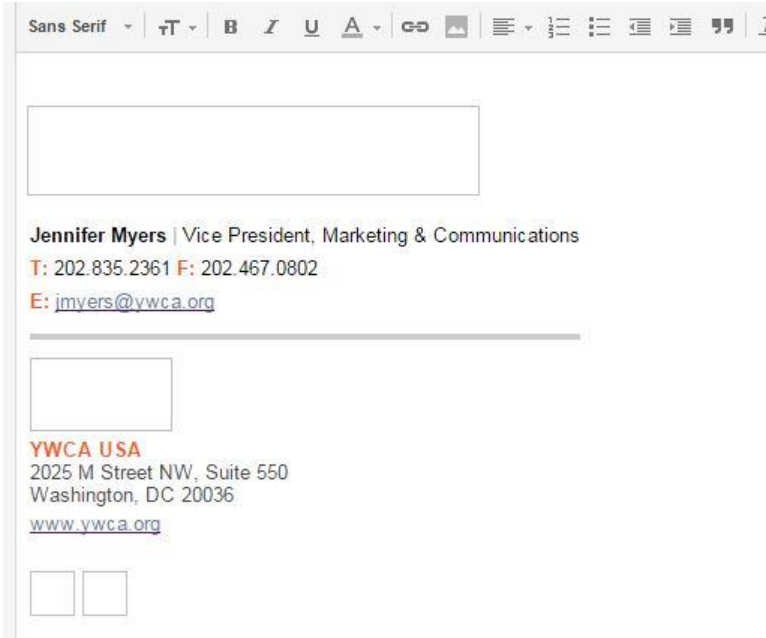 Sans Serif
Jennifer Myers | Vice President, Marketing & Communications
T: 202.835.2361 F: 202.467.0802
E: jmyers@ywca.org
YWCA USA
2025 M Street NW, Suite 550
Washington, DC 20036
www.ywca.org